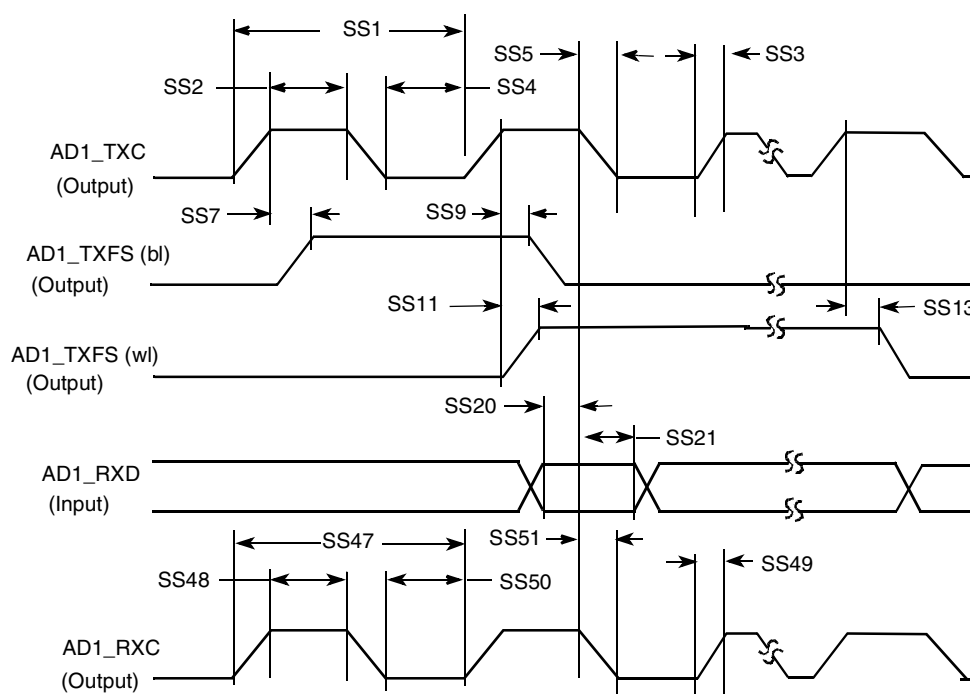 SS1
SS5
SS3
SS2
SS4
AD1_TXC
(Output)
SS7
SS9
AD1_TXFS (bl)
(Output)
SS11
SS13
AD1_TXFS (wl)
(Output)
SS20
SS21
AD1_RXD
(Input)
SS47
SS51
SS49
SS48
SS50
AD1_RXC
(Output)